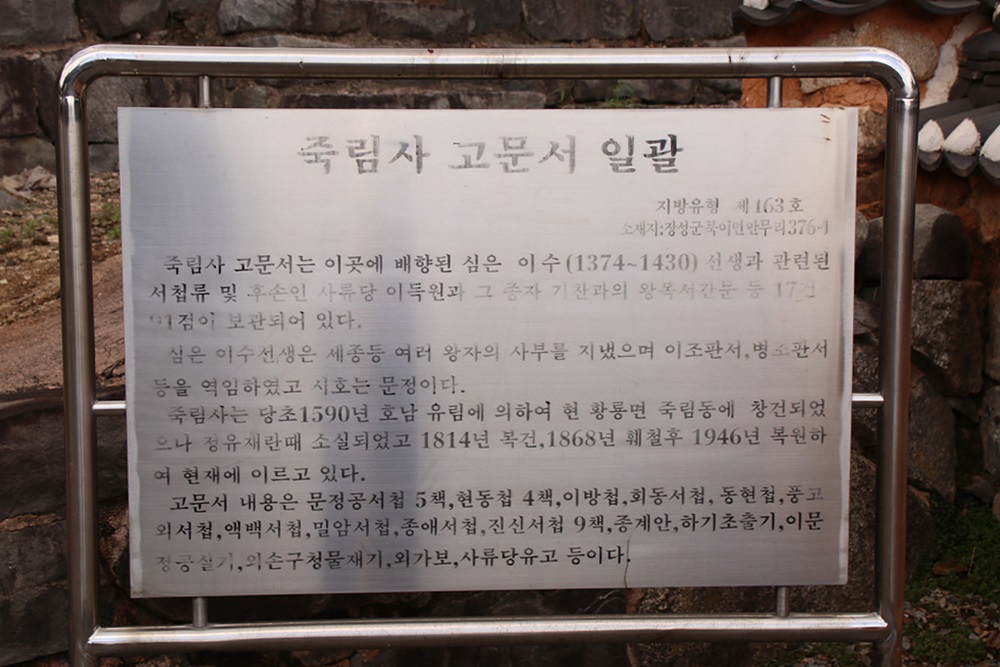 죽림사 고문서 일괄
지방유형 제163호
소재지:장성군북이면만무리376-1
죽림사 고문서는 이곳에 배향된 심은 이수(1374~1430) 선생과 관련된
서첩류 및 후손인 사류당 이득원과 그 종자 기찬과의 왕복서간문 등 17건
91점이 보관되어 있다.
심은 이수선생은 세종등 여러 왕자의 사부를 지냈으며 이조판서,병조판서
등을 역임하였고 시호는 문정이다.
죽림사는 당초1590년 호남 유림에 의하여 현 황룡면 죽림동에 창건되었
으나 정유재란때 소실되었고 1814년 복건,1868년 훼철후 1946년 복원하
여 현재에 이르고 있다.
고문서 내용은 문정공서첩 5책,현동첩 4책,이방첩,회동서첩, 동현첩,풍고
외서첩,액백서첩,밀암서첩,종애서첩,진신서첩 9책,종계안,하기초출기,이문
정공실기,외손구청물재기,외가보,사류당유고 등이다.